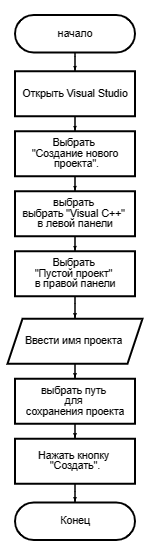 начало
Открыть Visual Studio
Выбрать
"Создание нового
проекта".
выбрать
выбрать "Visual C++"
в левой панели
Выбрать
"Пустой проект"
в правой панели
Ввести имя проекта
выбрать путь
для
сохранения проекта
Нажать кнопку
"Создать".
Конец